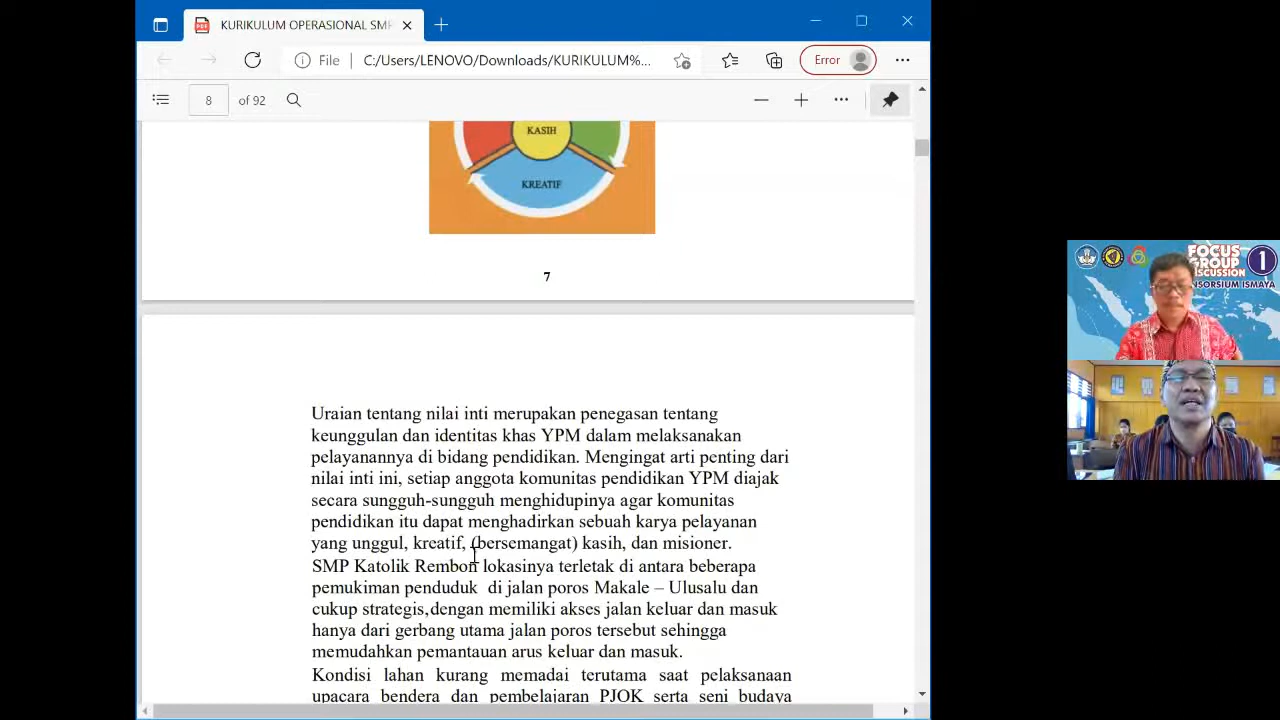 KURIKULUM OPERASIONAL SMP
Error
File
C:/Users/LENOVO/Downloads/KURIKULUM%...
8 of 92
KASIH
KREATIF
7
FOCUS
GROUP
DISCUSSION
1
ONSORSIUM ISMAYA
Uraian tentang nilai inti merupakan penegasan tentang
keunggulan dan identitas khas YPM dalam melaksanakan
pelayanannya di bidang pendidikan. Mengingat arti penting dari
nilai inti ini, setiap anggota komunitas pendidikan YPM diajak
secara sungguh-sungguh menghidupinya agar komunitas
pendidikan itu dapat menghadirkan sebuah karya pelayanan
yang unggul, kreatif, (bersemangat) kasih, dan misioner.
SMP Katolik Rembon lokasinya terletak di antara beberapa
pemukiman penduduk di jalan poros Makale – Ulusalu dan
cukup strategis,dengan memiliki akses jalan keluar dan masuk
hanya dari gerbang utama jalan poros tersebut sehingga
memudahkan pemantauan arus keluar dan masuk.
Kondisi lahan kurang memadai terutama saat pelaksanaan
upacara bendera dan pembelajaran PJOK serta seni budaya